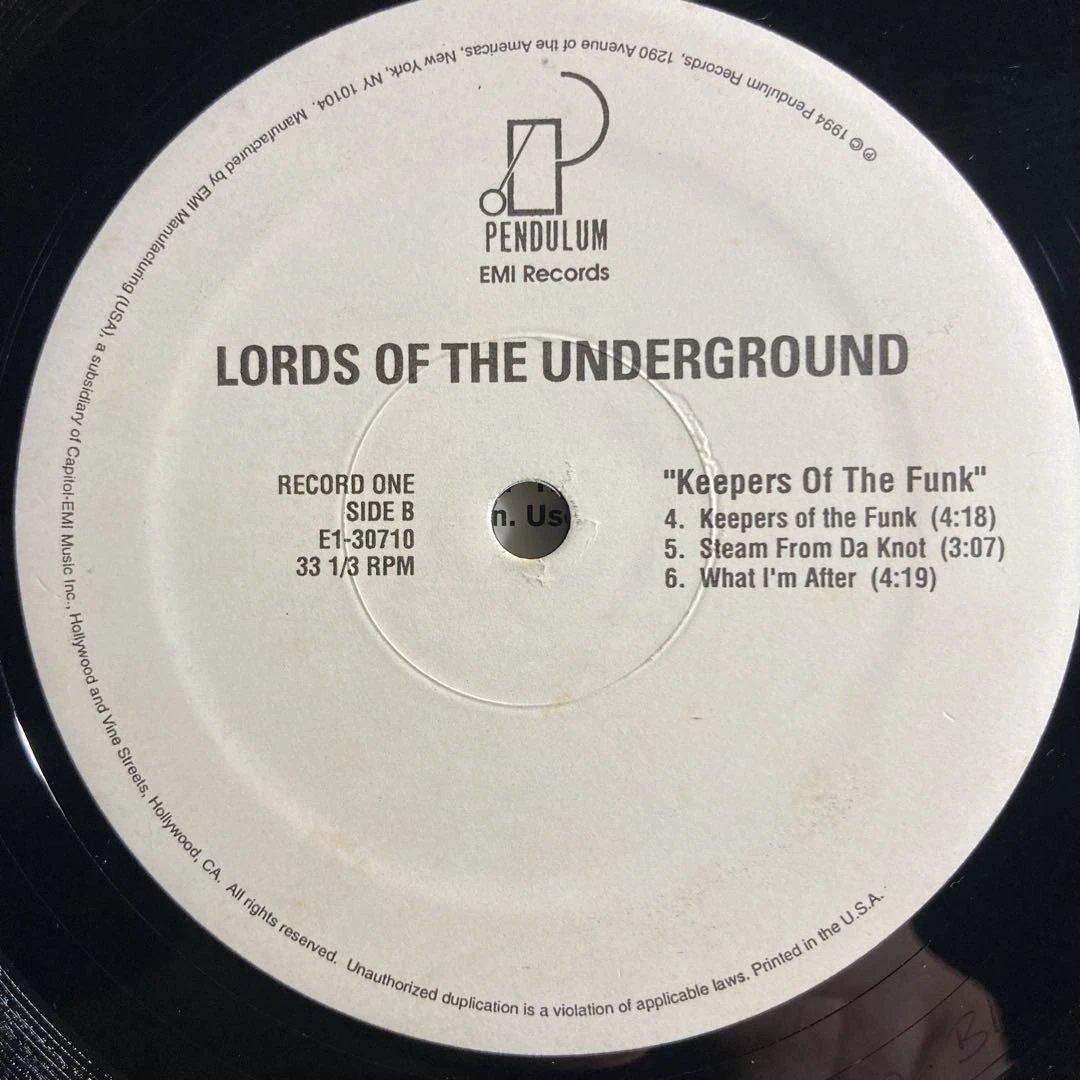 ℗© 1994 Pendulum Records, 1290 Avenue of the Americas, New York, NY 10104. Manufactured by EMI Manufacturing (USA), a subsidiary of Capitol-EMI Music Inc., Hollywood and Vine Streets, Hollywood, CA. All rights reserved. Unauthorized duplication is a violation of applicable laws. Printed in the U.S.A.
PENDULUM
EMI Records
LORDS OF THE UNDERGROUND
RECORD ONE
SIDE B
E1-30710
33 1/3 RPM
"Keepers Of The Funk"
4. Keepers of the Funk (4:18)
5. Steam From Da Knot (3:07)
6. What I'm After (4:19)
n. Us
B